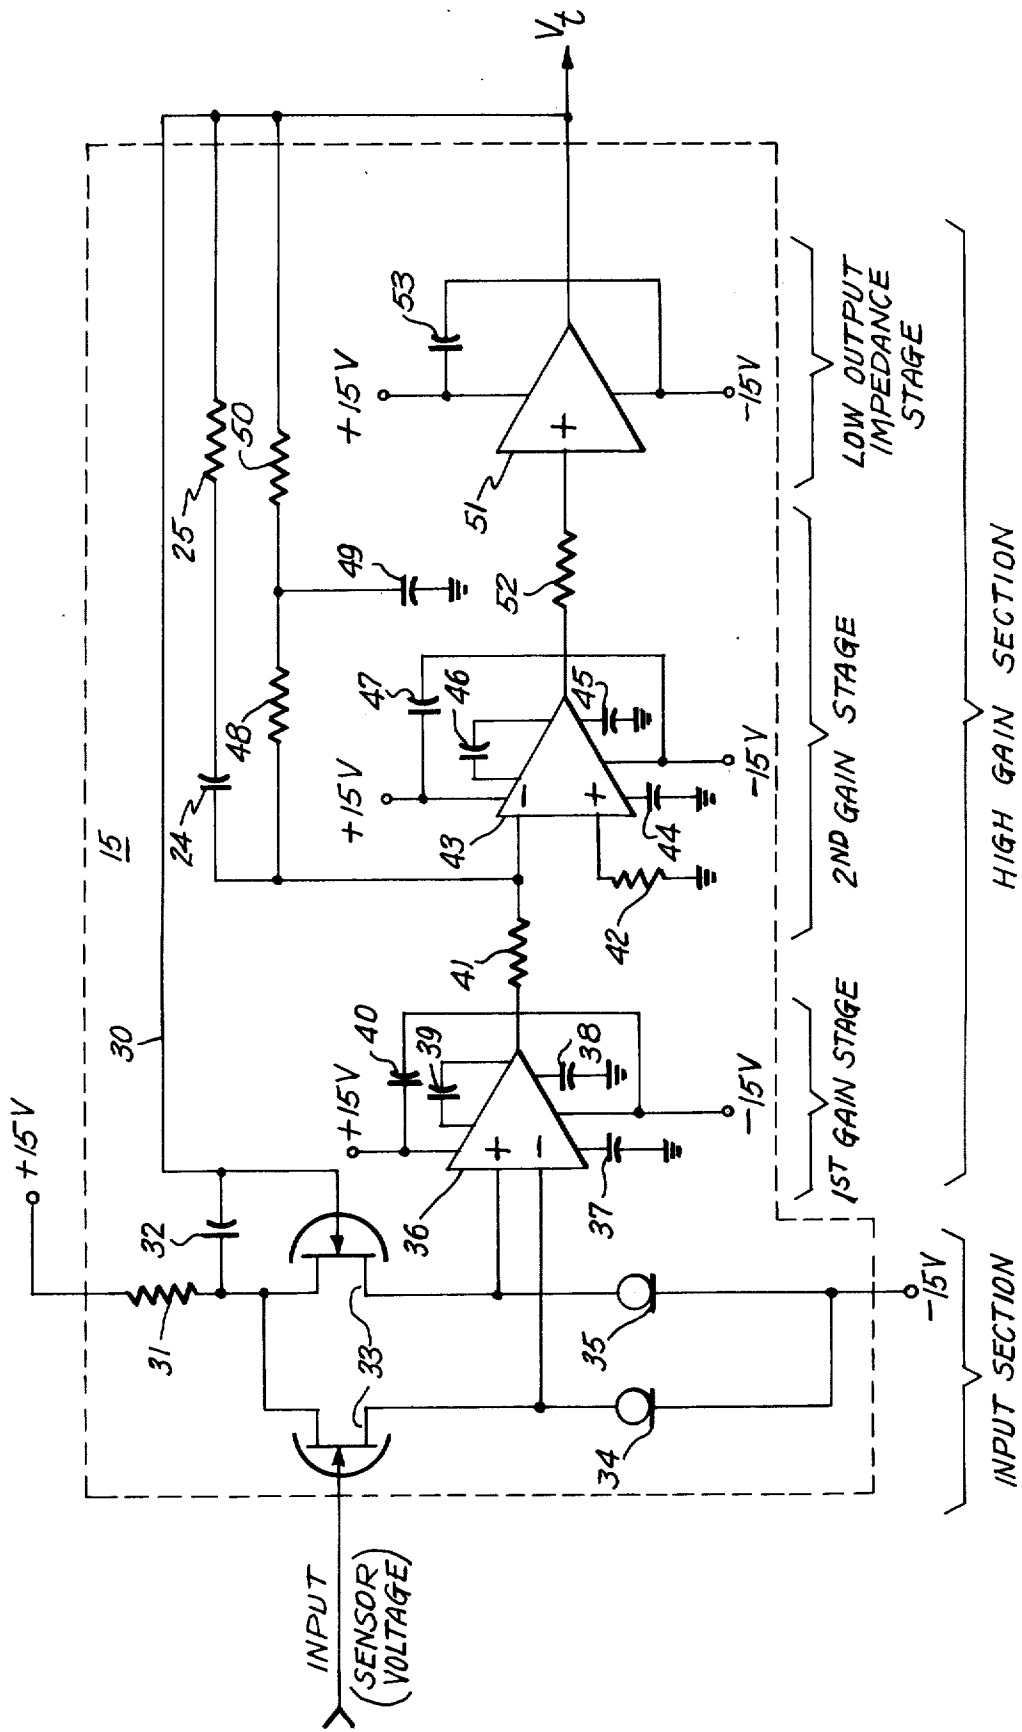 +15V
30
15
31
32
24
25
48
50
33
+15V
40
39
+15V
47
46
49
+15V
53
INPUT
(SENSOR
VOLTAGE)
36
+
−
38
37
41
43
−
+
45
44
42
52
51
+
Vt
34
35
−15V
−15V
−15V
−15V
INPUT SECTION
1ST GAIN STAGE
2ND GAIN STAGE
LOW OUTPUT
IMPEDANCE
STAGE
HIGH GAIN SECTION